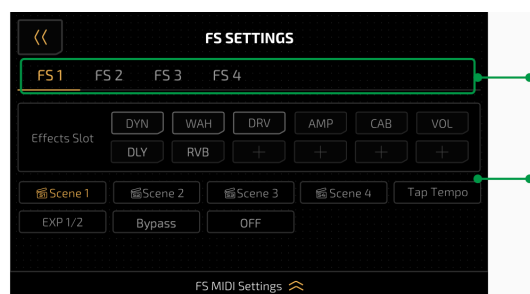 FS SETTINGS
FS 1 FS 2 FS 3 FS 4
Effects Slot
DYN WAH DRV AMP CAB VOL
DLY RVB + + + +
Scene 1 Scene 2 Scene 3 Scene 4 Tap Tempo
EXP 1/2 Bypass OFF
FS MIDI Settings